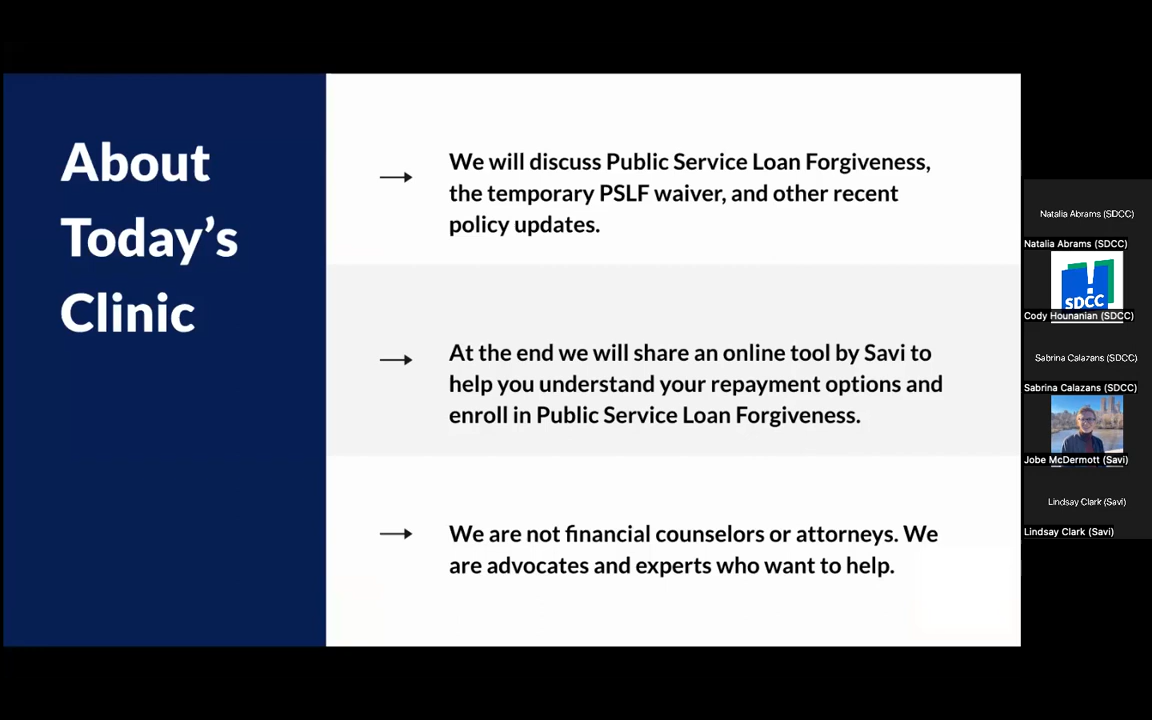 About
Today's
Clinic
We will discuss Public Service Loan Forgiveness,
the temporary PSLF waiver, and other recent
policy updates.
At the end we will share an online tool by Savi to
help you understand your repayment options and
enroll in Public Service Loan Forgiveness.
We are not financial counselors or attorneys. We
are advocates and experts who want to help.
Natalia Abrams (SDCC)
Natalia Abrams (SDCC)
SDCC
Cody Hounanian (SDCC)
Sabrina Calazans (SDCC)
Sabrina Calazans (SDCC)
Jobe McDermott (Savi)
Lindsay Clark (Savi)
Lindsay Clark (Savi)